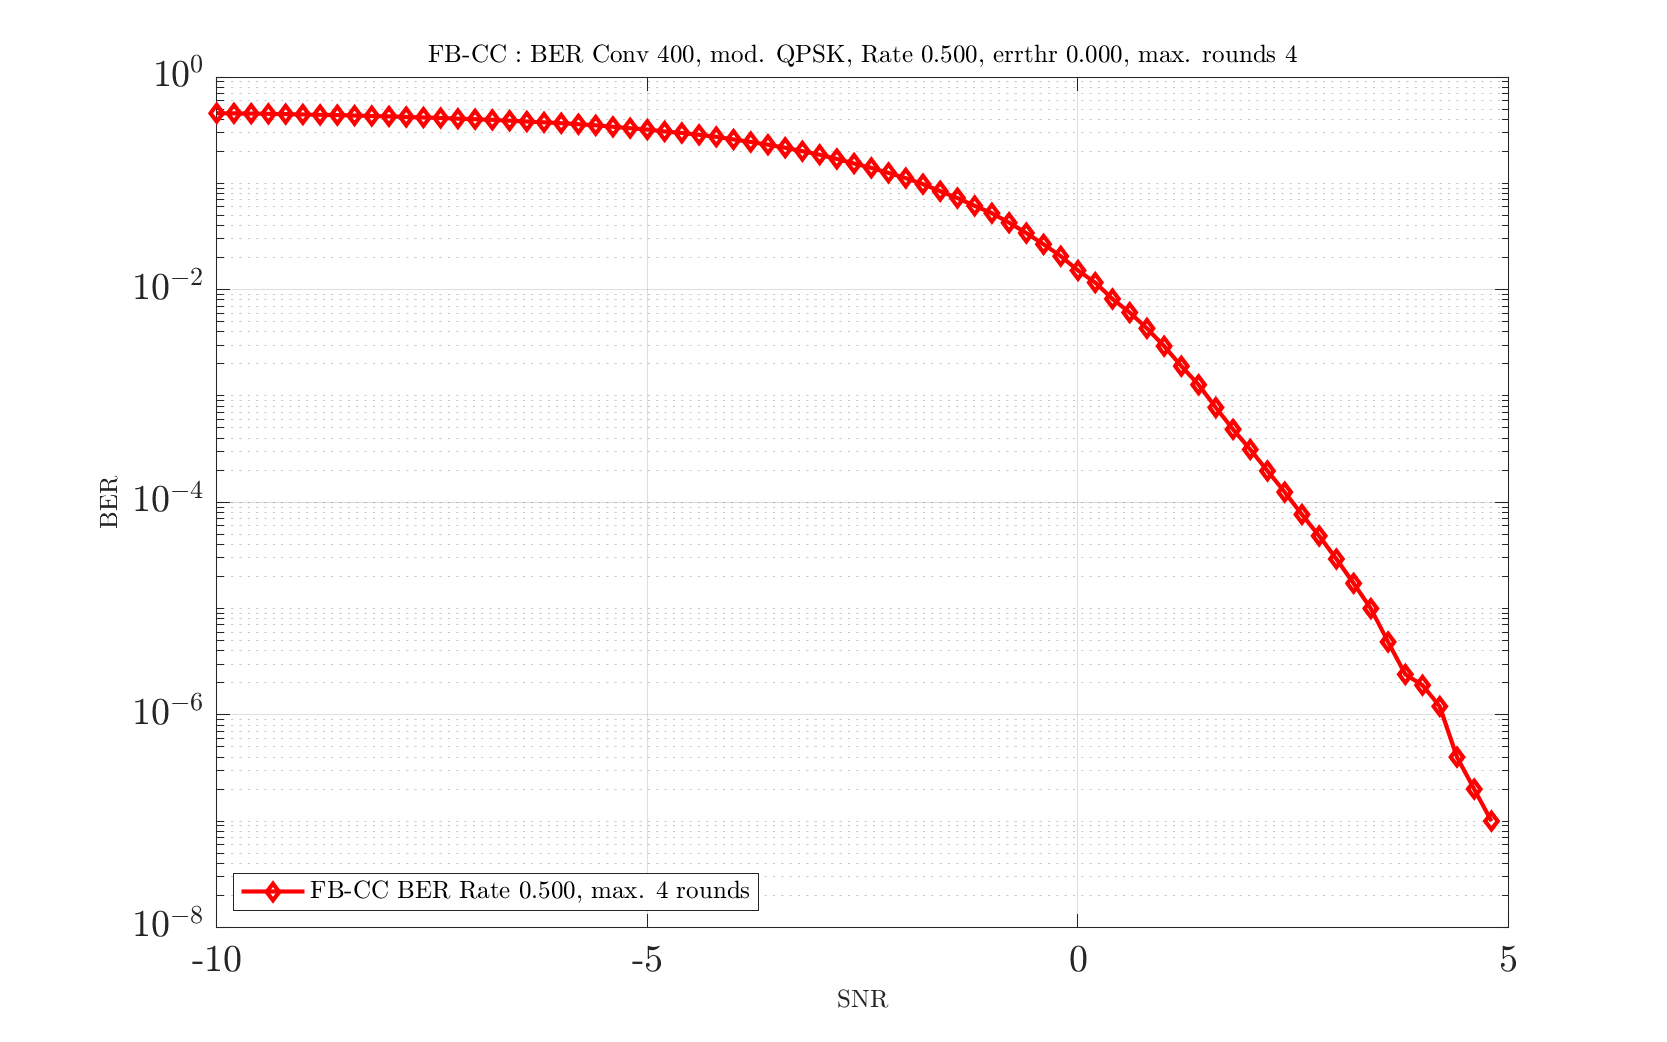 FB-CC : BER Conv 400, mod. QPSK, Rate 0.500, errthr 0.000, max. rounds 4
10^0
10^-2
10^-4
10^-6
10^-8
BER
FB-CC BER Rate 0.500, max. 4 rounds
-10 -5 0 5
SNR